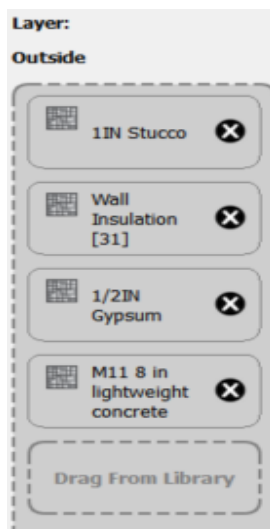 Layer:
Outside
1IN Stucco
Wall
Insulation
[31]
1/2IN
Gypsum
M11 8 in
lightweight
concrete
Drag From Library